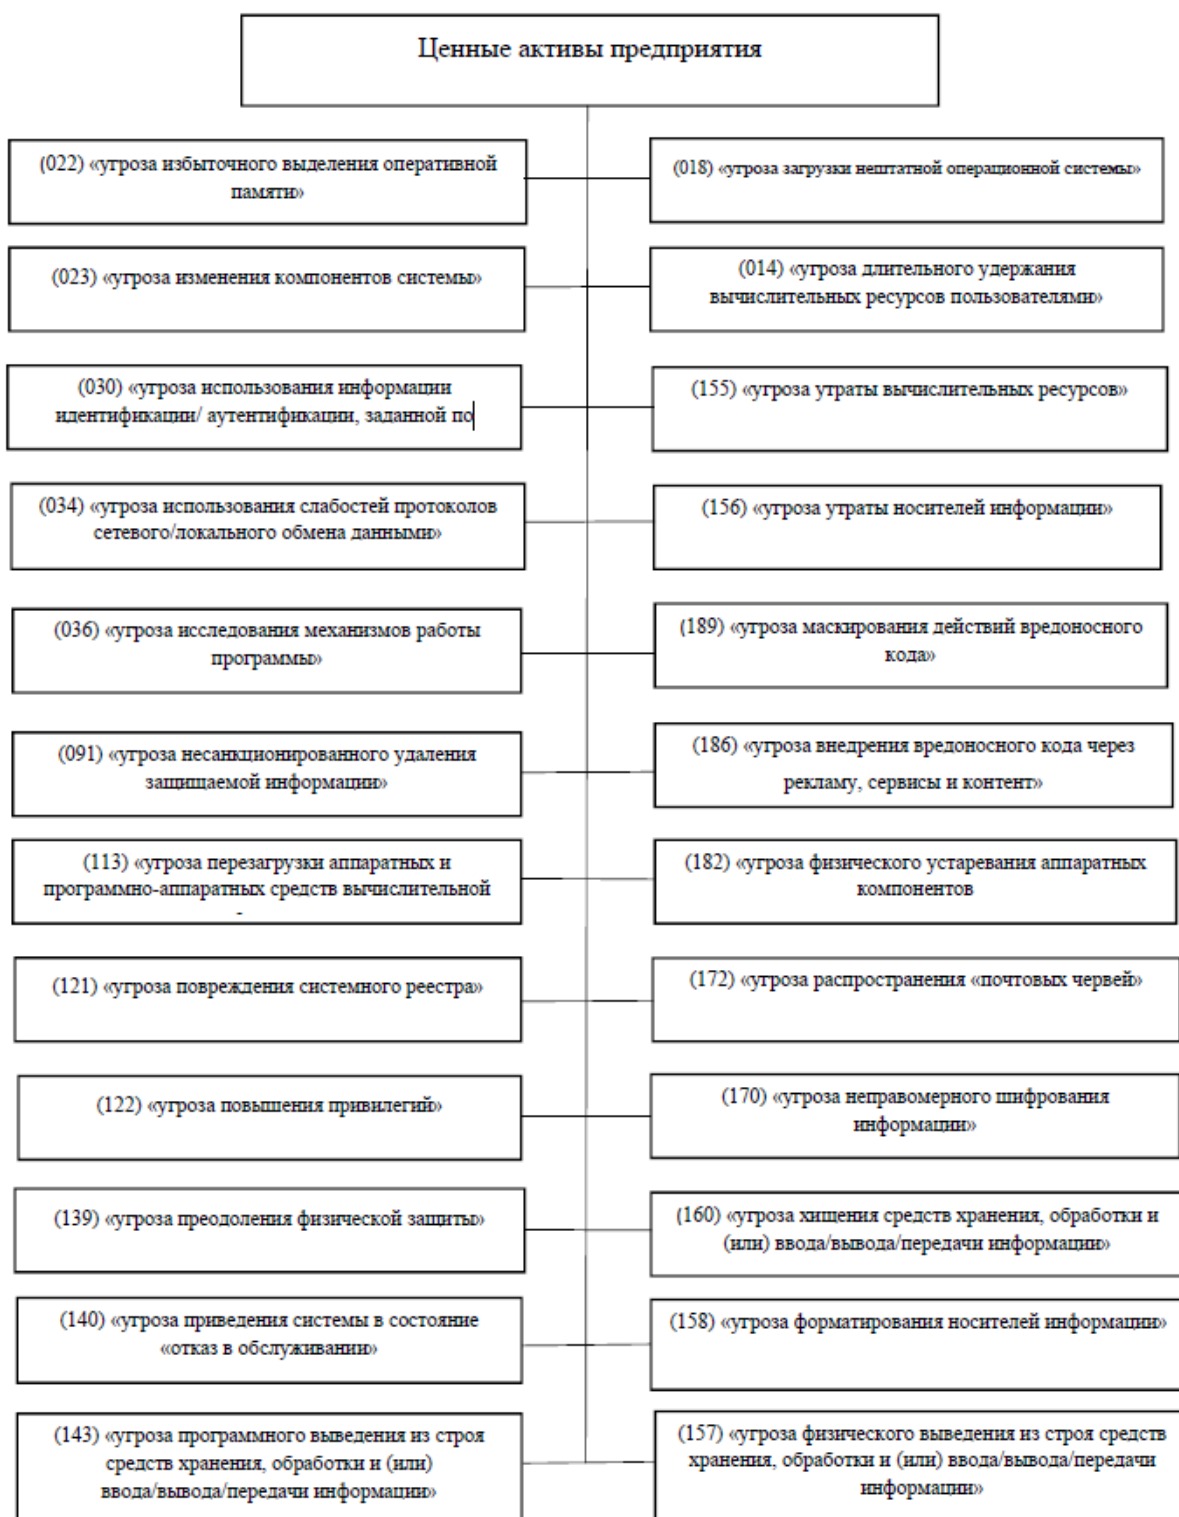 Ценные активы предприятия
(022) «угроза избыточного выделения оперативной
памяти»
(018) «угроза загрузки нештатной операционной системы»
(023) «угроза изменения компонентов системы»
(014) «угроза длительного удержания
вычислительных ресурсов пользователями»
(030) «угроза использования информации
идентификации/ аутентификации, заданной по
(155) «угроза утраты вычислительных ресурсов»
(034) «угроза использования слабостей протоколов
сетевого/локального обмена данными»
(156) «угроза утраты носителей информации»
(036) «угроза исследования механизмов работы
программы»
(189) «угроза маскирования действий вредоносного
кода»
(091) «угроза несанкционированного удаления
защищаемой информации»
(186) «угроза внедрения вредоносного кода через
рекламу, сервисы и контент»
(113) «угроза перезагрузки аппаратных и
программно-аппаратных средств вычислительной
(182) «угроза физического устаревания аппаратных
компонентов
(121) «угроза повреждения системного реестра»
(172) «угроза распространения «почтовых червей»
(122) «угроза повышения привилегий»
(170) «угроза неправомерного шифрования
информации»
(139) «угроза преодоления физической защиты»
(160) «угроза хищения средств хранения, обработки и
(или) ввода/вывода/передачи информации»
(140) «угроза приведения системы в состояние
«отказ в обслуживании»
(158) «угроза форматирования носителей информации»
(143) «угроза программного выведения из строя
средств хранения, обработки и (или)
ввода/вывода/передачи информации»
(157) «угроза физического выведения из строя средств
хранения, обработки и (или) ввода/вывода/передачи
информации»